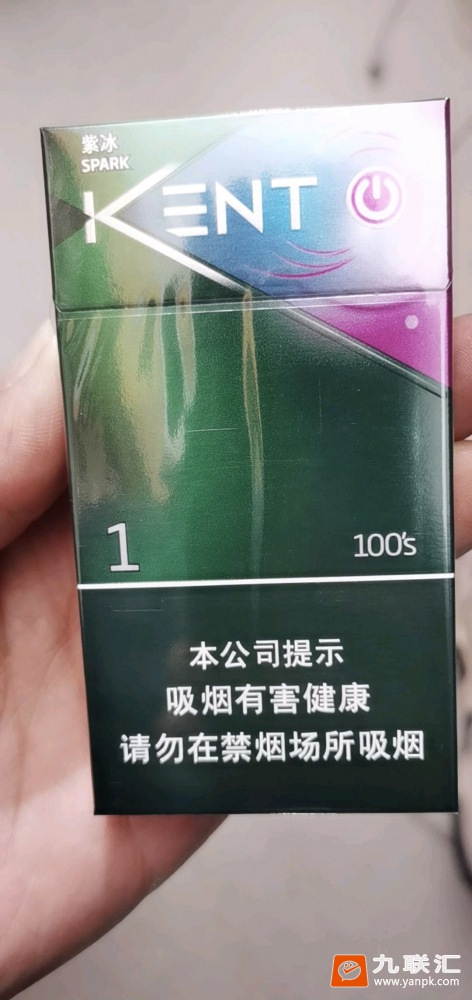 紫冰
SPARK
KENT
1
100's
本公司提示
吸烟有害健康
请勿在禁烟场所吸烟
九联汇
www.yanpk.com